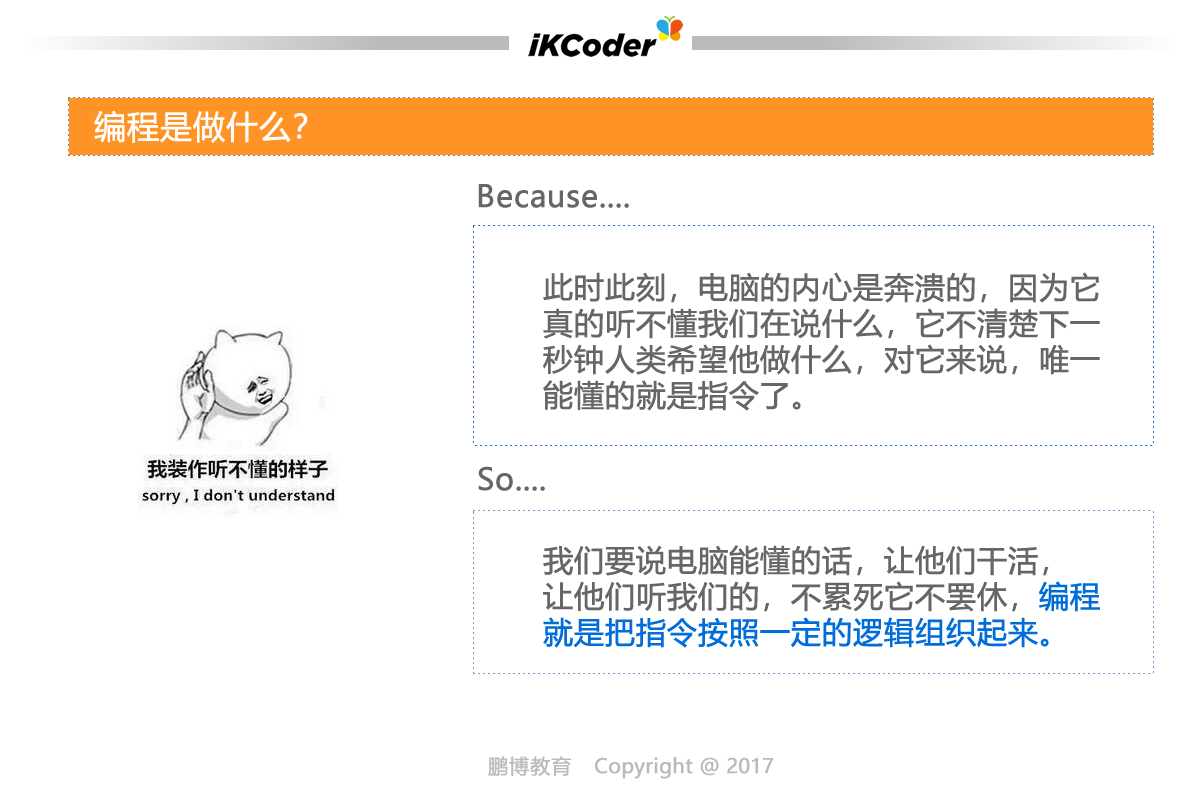 iKCoder
编程是做什么？
Because....
此时此刻，电脑的内心是奔溃的，因为它
真的听不懂我们在说什么，它不清楚下一
秒钟人类希望他做什么，对它来说，唯一
能懂的就是指令了。
我装作听不懂的样子
sorry , I don't understand
So....
我们要说电脑能懂的话，让他们干活，
让他们听我们的，不累死它不罢休，编程
就是把指令按照一定的逻辑组织起来。
鹏博教育 Copyright @ 2017